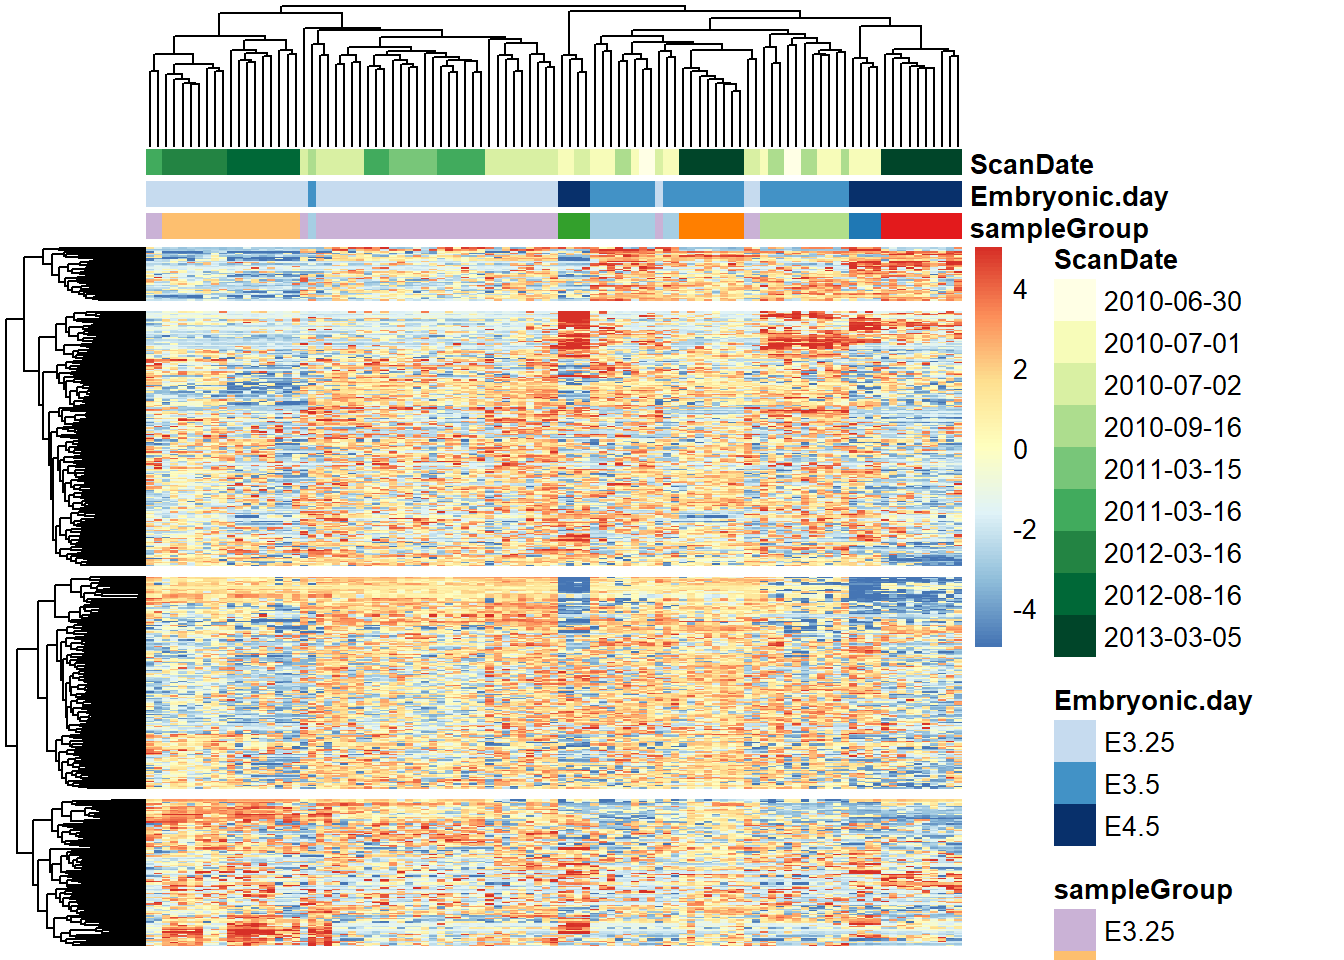 ScanDate
Embryonic.day
sampleGroup
4
2
0
-2
-4
ScanDate
2010-06-30
2010-07-01
2010-07-02
2010-09-16
2011-03-15
2011-03-16
2012-03-16
2012-08-16
2013-03-05
Embryonic.day
E3.25
E3.5
E4.5
sampleGroup
E3.25